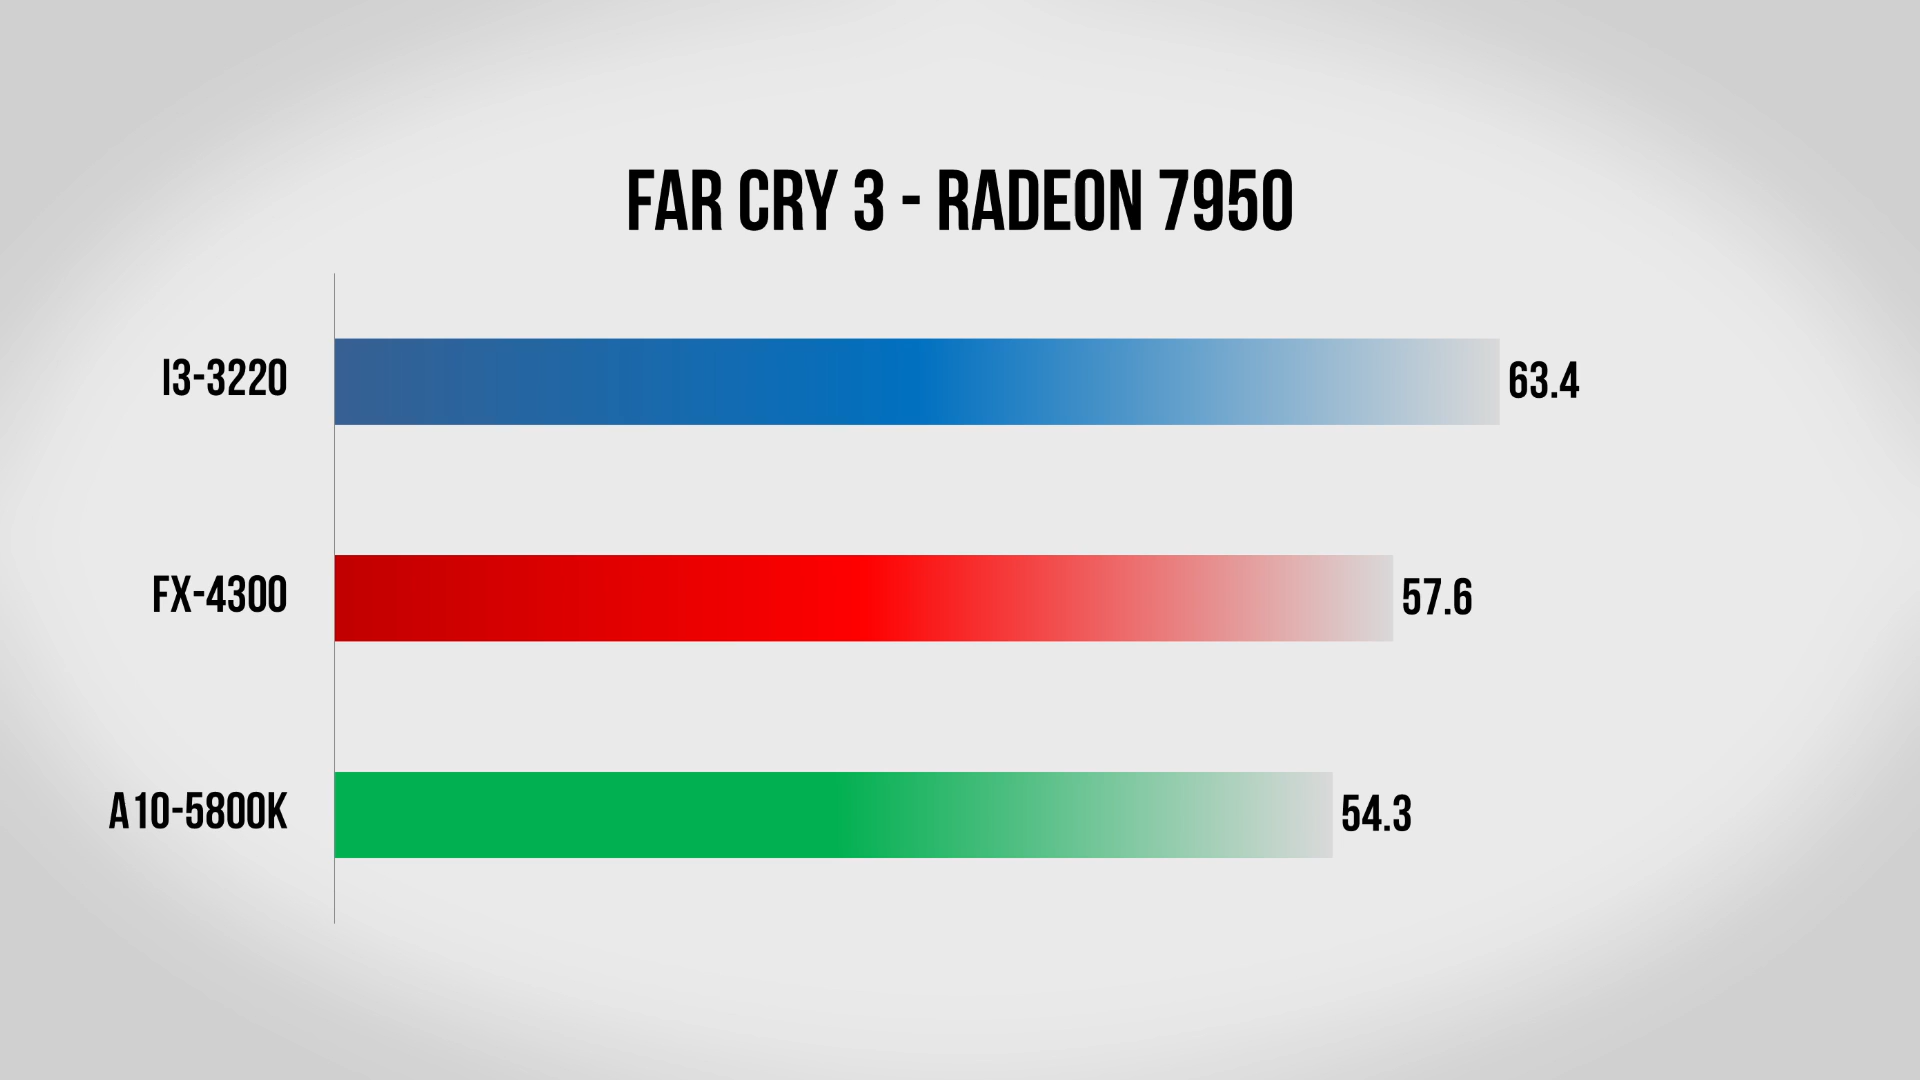 FAR CRY 3 - RADEON 7950
I3-3220
63.4
FX-4300
57.6
A10-5800K
54.3